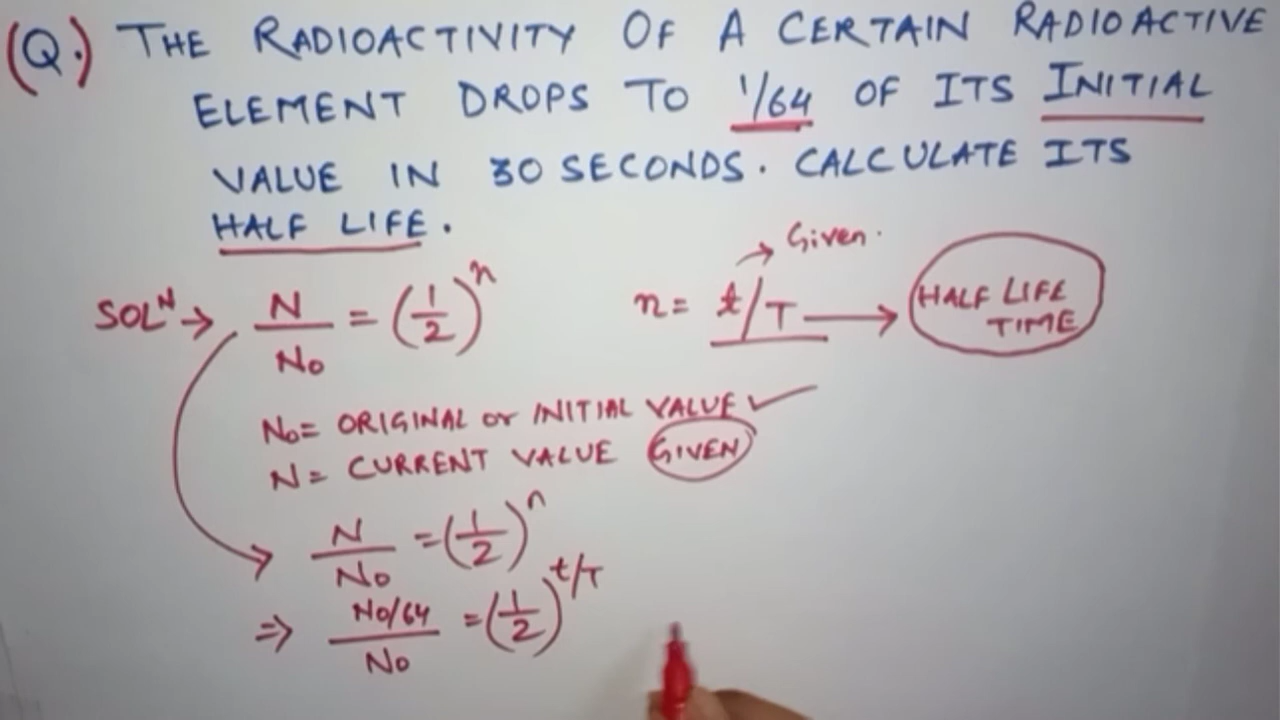 (Q.) THE RADIOACTIVITY OF A CERTAIN RADIOACTIVE
ELEMENT DROPS TO 1/64 OF ITS INITIAL
VALUE IN 30 SECONDS. CALCULATE ITS
HALF LIFE.
SOLN → N/No = (1/2)^n
n = t/T → Given. → HALF LIFE TIME
No = ORIGINAL or INITIAL VALUE ✓
N = CURRENT VALUE GIVEN
N/No = (1/2)^n
⇒ No/64 / No = (1/2)^t/T